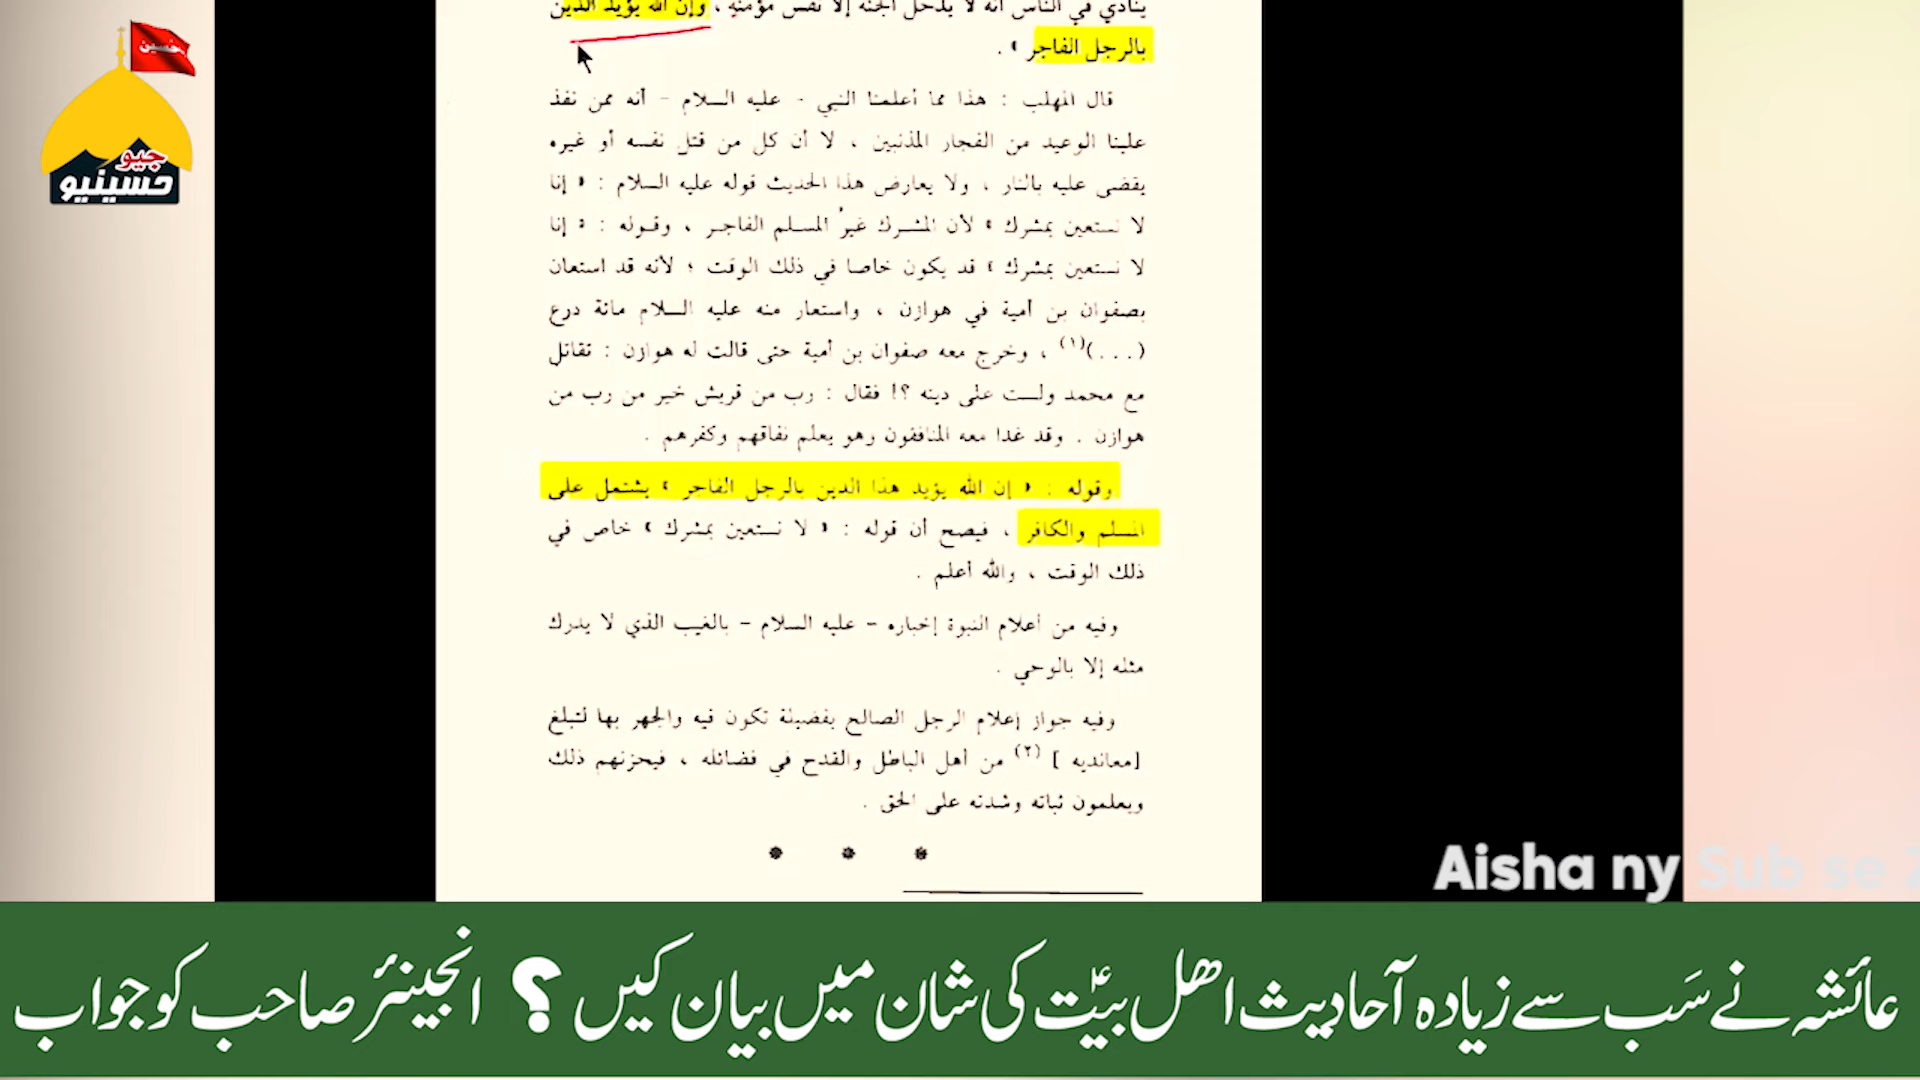 حسين
جيو
حسينيو
ينادي في الناس أنه لا يدخل الجنة إلا نفس مؤمنة ، وإن الله يؤيد الدين
بالرجل الفاجر » .
قال المهلب : هذا مما أعلمنا النبي - عليه السلام - أنه ممن نفذ
علينا الوعيد من الفجار المذنبين ، لا أن كل من قتل نفسه أو غيره
يقضى عليه بالنار ، ولا يعارض هذا الحديث قوله عليه السلام : « إنا
لا نستعين بمشرك » لأن المشرك غيرُ المسلم الفاجر ، وقوله : « إنا
لا نستعين بمشرك » قد يكون خاصا في ذلك الوقت ؛ لأنه قد استعان
بصفوان بن أمية في هوازن ، واستعار منه عليه السلام مائة درع
(...)(١) ، وخرج معه صفوان بن أمية حتى قالت له هوازن : تقاتل
مع محمد ولست على دينه ؟! فقال : رب من قريش خير من رب من
هوازن . وقد غدا معه المنافقون وهو يعلم نفاقهم وكفرهم .
وقوله : « إن الله يؤيد هذا الدين بالرجل الفاجر » يشتمل على
المسلم والكافر ، فيصح أن قوله : « لا نستعين بمشرك » خاص في
ذلك الوقت ، والله أعلم .
وفيه من أعلام النبوة إخباره - عليه السلام - بالغيب الذي لا يدرك
مثله إلا بالوحي .
وفيه جواز إعلام الرجل الصالح بفضيلة تكون فيه والجهر بها لتبلغ
[معانديه ] (٢) من أهل الباطل والقدح في فضائله ، فيحزنهم ذلك
ويعلمون ثباته وشدته على الحق .
Aisha ny Sub se
عائشہ نے سَب سے زیادہ آحادیث اھل بیتؑ کی شان میں بیان کیں ؟ انجینئر صاحب کو جواب